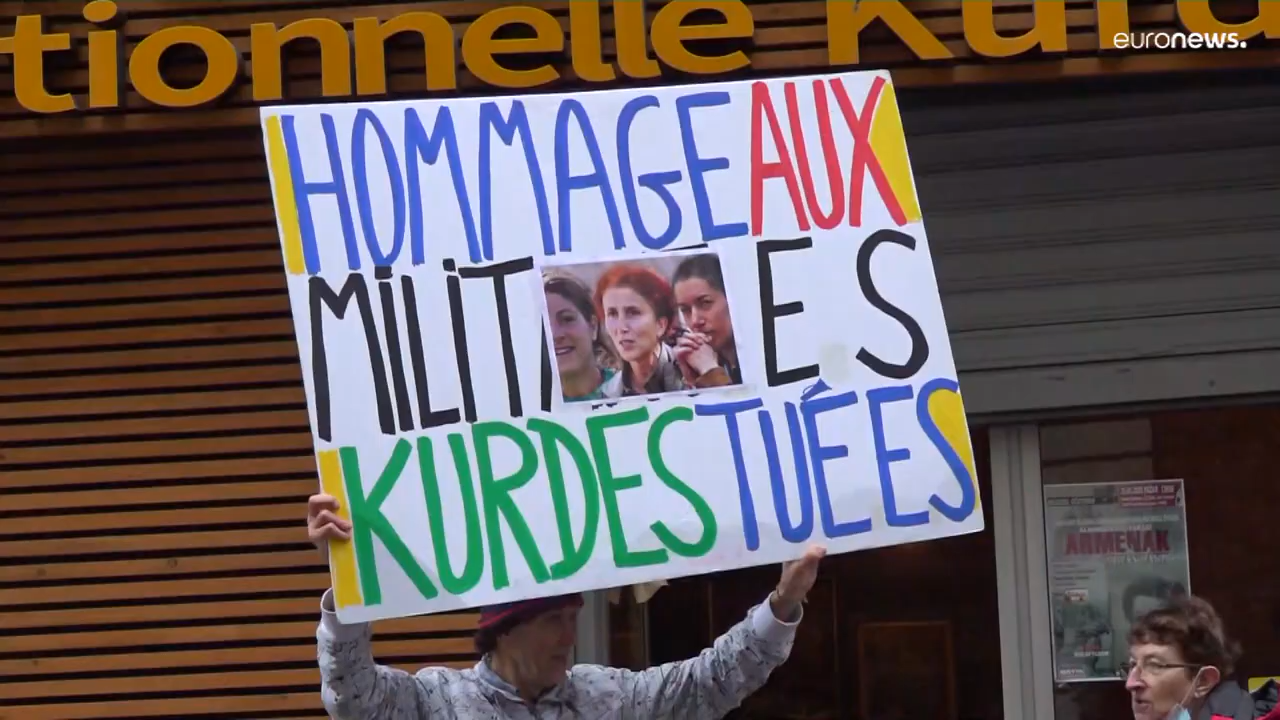 tionnelle Kurd
euronews.
HOMMAGE AUX
MILIT ES
KURDES TUÉES
ARMENAK